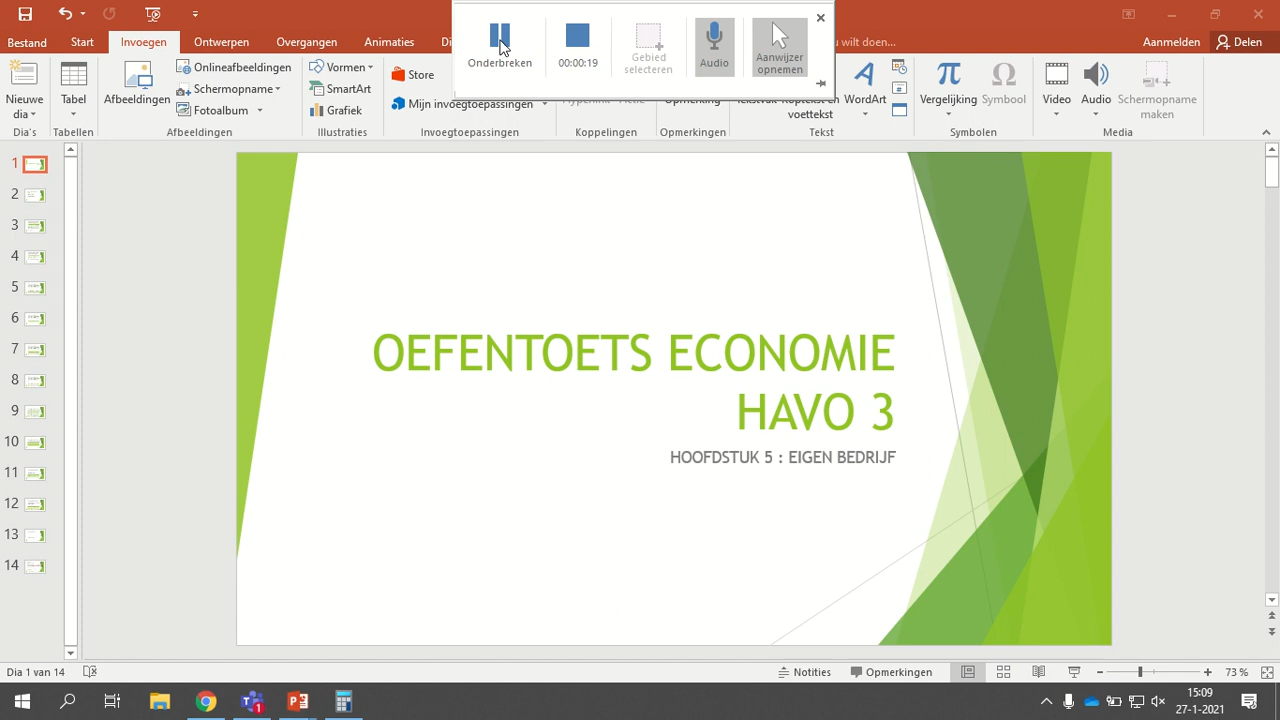 Onderbreken
00:00:19
Gebied selecteren
Audio
Aanwijzer opnemen
Bestand Start Invoegen Ontwerpen Overgangen Animaties
u wilt doen...
Aanmelden Delen
Nieuwe dia
Tabel
Afbeeldingen
Onlineafbeeldingen
Schermopname
Fotoalbum
Vormen
SmartArt
Grafiek
Store
Mijn invoegtoepassingen
voettekst
WordArt
Vergelijking
Symbool
Video
Audio
Schermopname maken
Dia's Tabellen Afbeeldingen Illustraties Invoegtoepassingen Koppelingen Opmerkingen Tekst Symbolen Media
1
2
3
4
5
6
7
8
9
10
11
12
13
14
OEFENTOETS ECONOMIE
HAVO 3
HOOFDSTUK 5 : EIGEN BEDRIJF
Dia 1 van 14
Notities Opmerkingen
73 %
15:09
27-1-2021